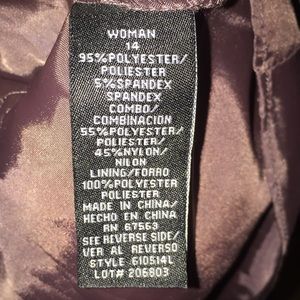 WOMAN
14
95%POLYESTER/
POLIESTER
5%SPANDEX
SPANDEX
COMBO/
COMBINACION
55%POLYESTER/
POLIESTER/
45%NYLON/
NILON
LINING/FORRO
100%POLYESTER
POLIESTER
MADE IN CHINA/
HECHO EN CHINA
RN 67563
SEE REVERSE SIDE/
VER AL REVERSO
STYLE 610514L
LOT# 206803